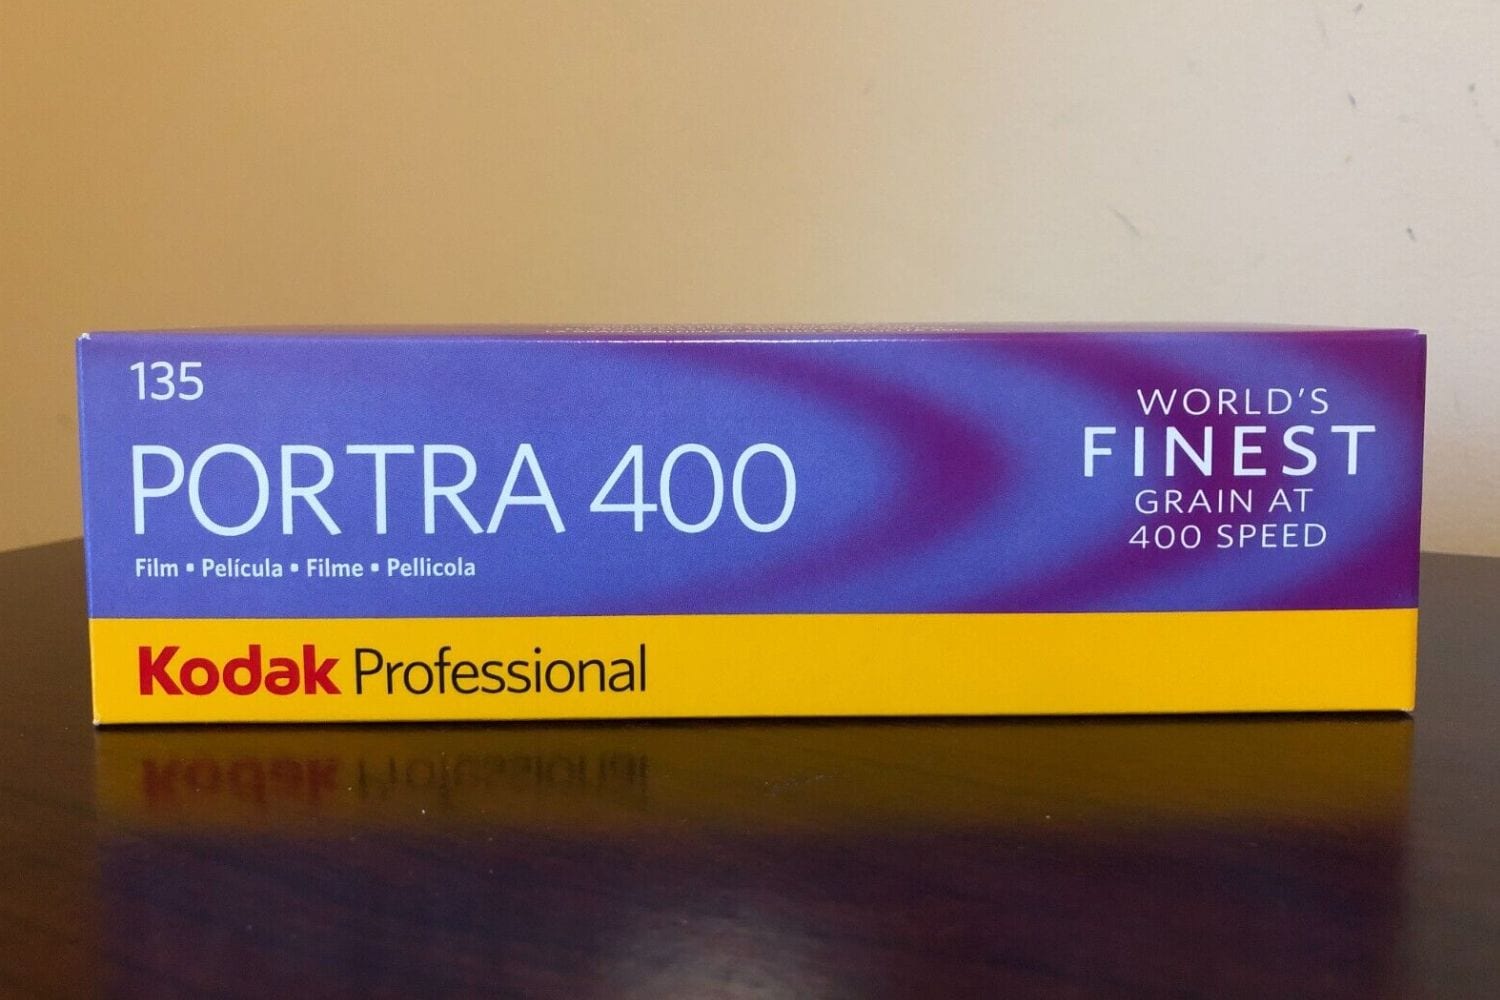 135
PORTRA 400
Film ▪ Película ▪ Filme ▪ Pellicola
WORLD'S
FINEST
GRAIN AT
400 SPEED
Kodak Professional